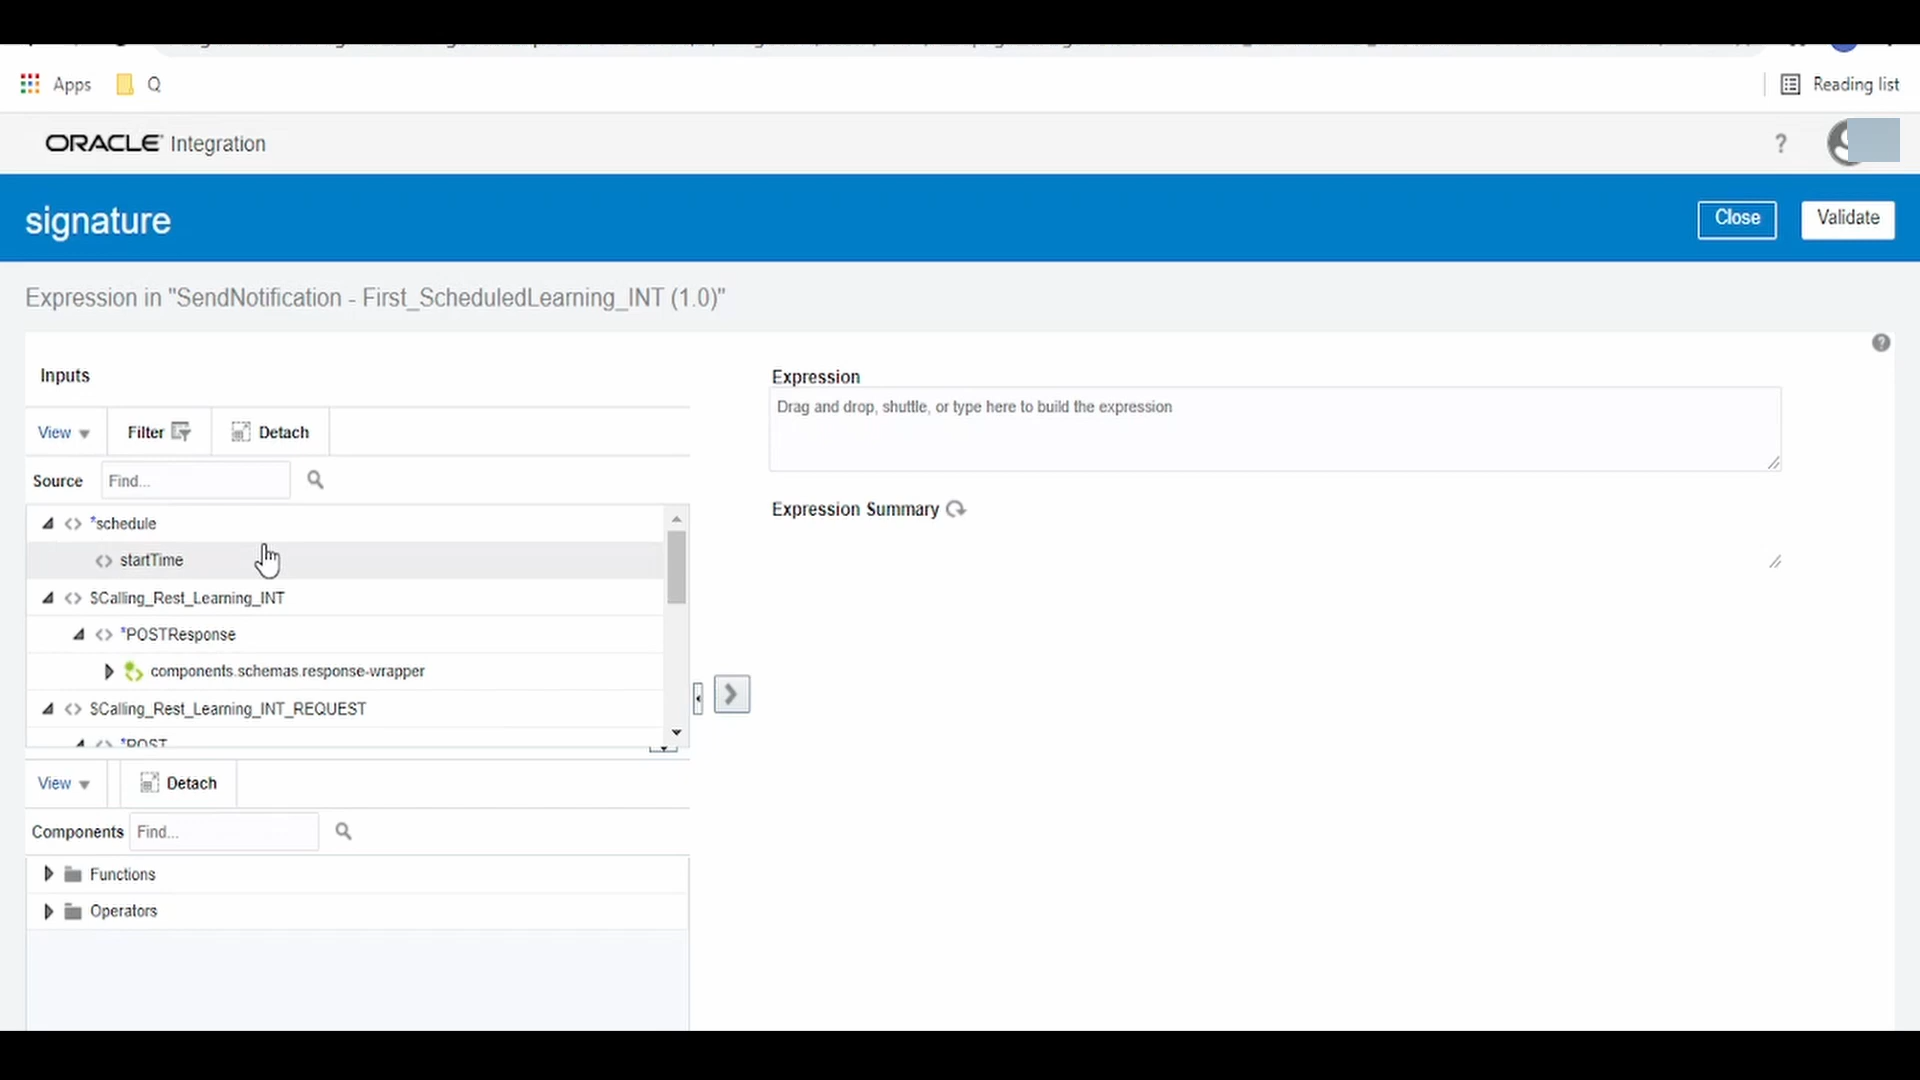 Apps
Q
Reading list
ORACLE Integration
?
signature
Close
Validate
Expression in "SendNotification - First_ScheduledLearning_INT (1.0)"
?
Inputs
Expression
Drag and drop, shuttle, or type here to build the expression
View
Filter
Detach
Source
Find...
Expression Summary
<> *schedule
<> startTime
<> $Calling_Rest_Learning_INT
<> *POSTResponse
components.schemas.response-wrapper
<> $Calling_Rest_Learning_INT_REQUEST
<> *POST
View
Detach
Components
Find...
Functions
Operators